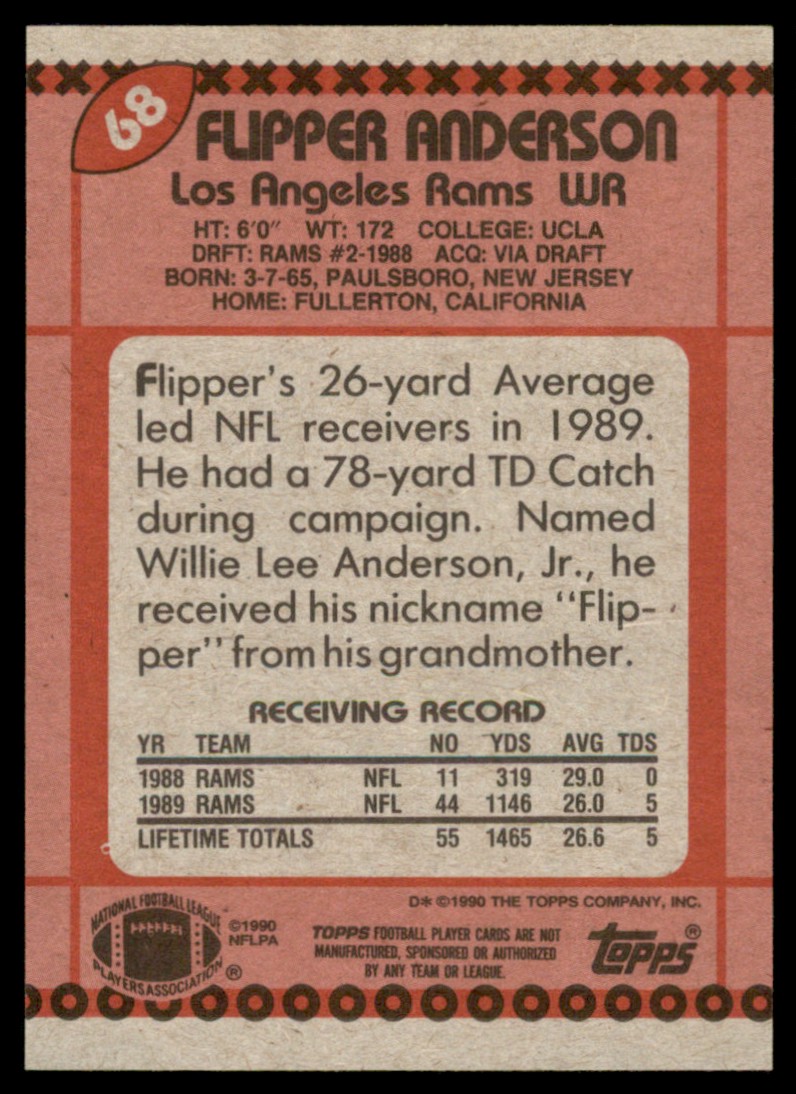 68
FLIPPER ANDERSON
Los Angeles Rams WR
HT: 6'0" WT: 172 COLLEGE: UCLA
DRFT: RAMS #2-1988 ACQ: VIA DRAFT
BORN: 3-7-65, PAULSBORO, NEW JERSEY
HOME: FULLERTON, CALIFORNIA
Flipper's 26-yard Average
led NFL receivers in 1989.
He had a 78-yard TD Catch
during campaign. Named
Willie Lee Anderson, Jr., he
received his nickname "Flip-
per" from his grandmother.
RECEIVING RECORD
YR TEAM NO YDS AVG TDS
1988 RAMS NFL 11 319 29.0 0
1989 RAMS NFL 44 1146 26.0 5
LIFETIME TOTALS 55 1465 26.6 5
D* ©1990 THE TOPPS COMPANY, INC.
NATIONAL FOOTBALL LEAGUE
PLAYERS ASSOCIATION ®
©1990
NFLPA
TOPPS FOOTBALL PLAYER CARDS ARE NOT
MANUFACTURED, SPONSORED OR AUTHORIZED
BY ANY TEAM OR LEAGUE.
Topps®